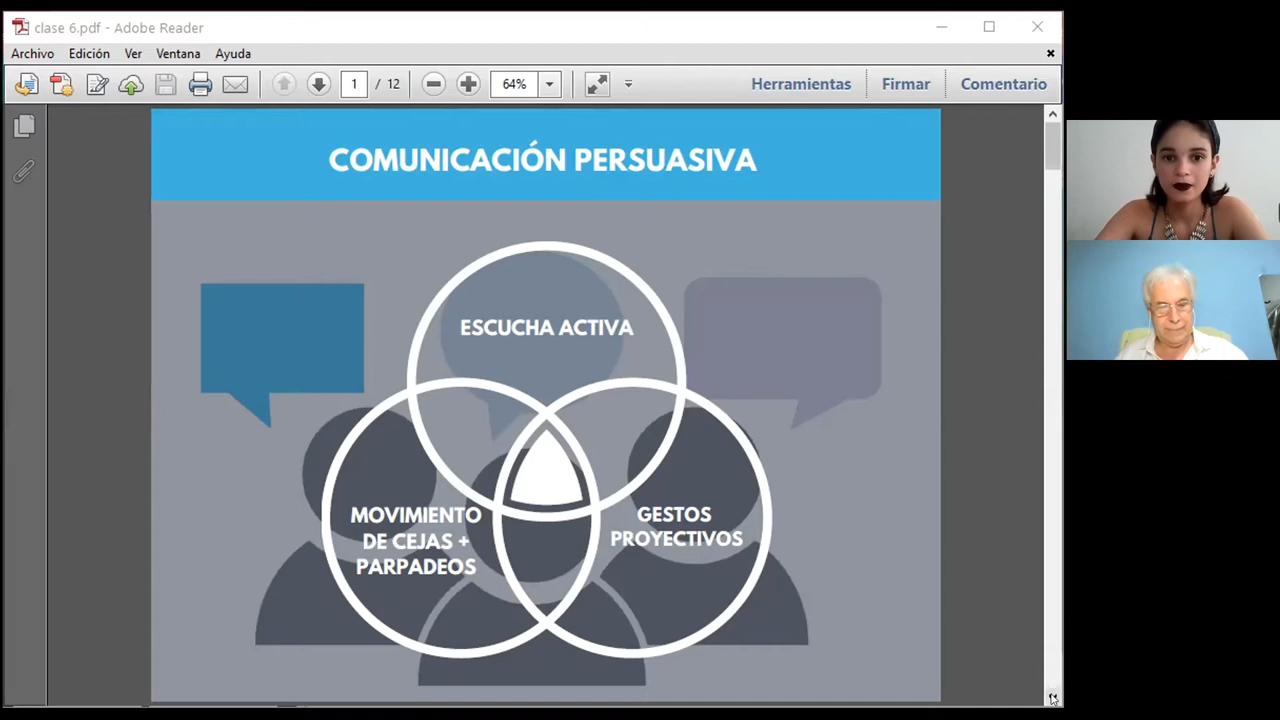 clase 6.pdf - Adobe Reader
Archivo Edición Ver Ventana Ayuda
1 / 12 64% Herramientas Firmar Comentario
COMUNICACIÓN PERSUASIVA
ESCUCHA ACTIVA
MOVIMIENTO
DE CEJAS +
PARPADEOS
GESTOS
PROYECTIVOS